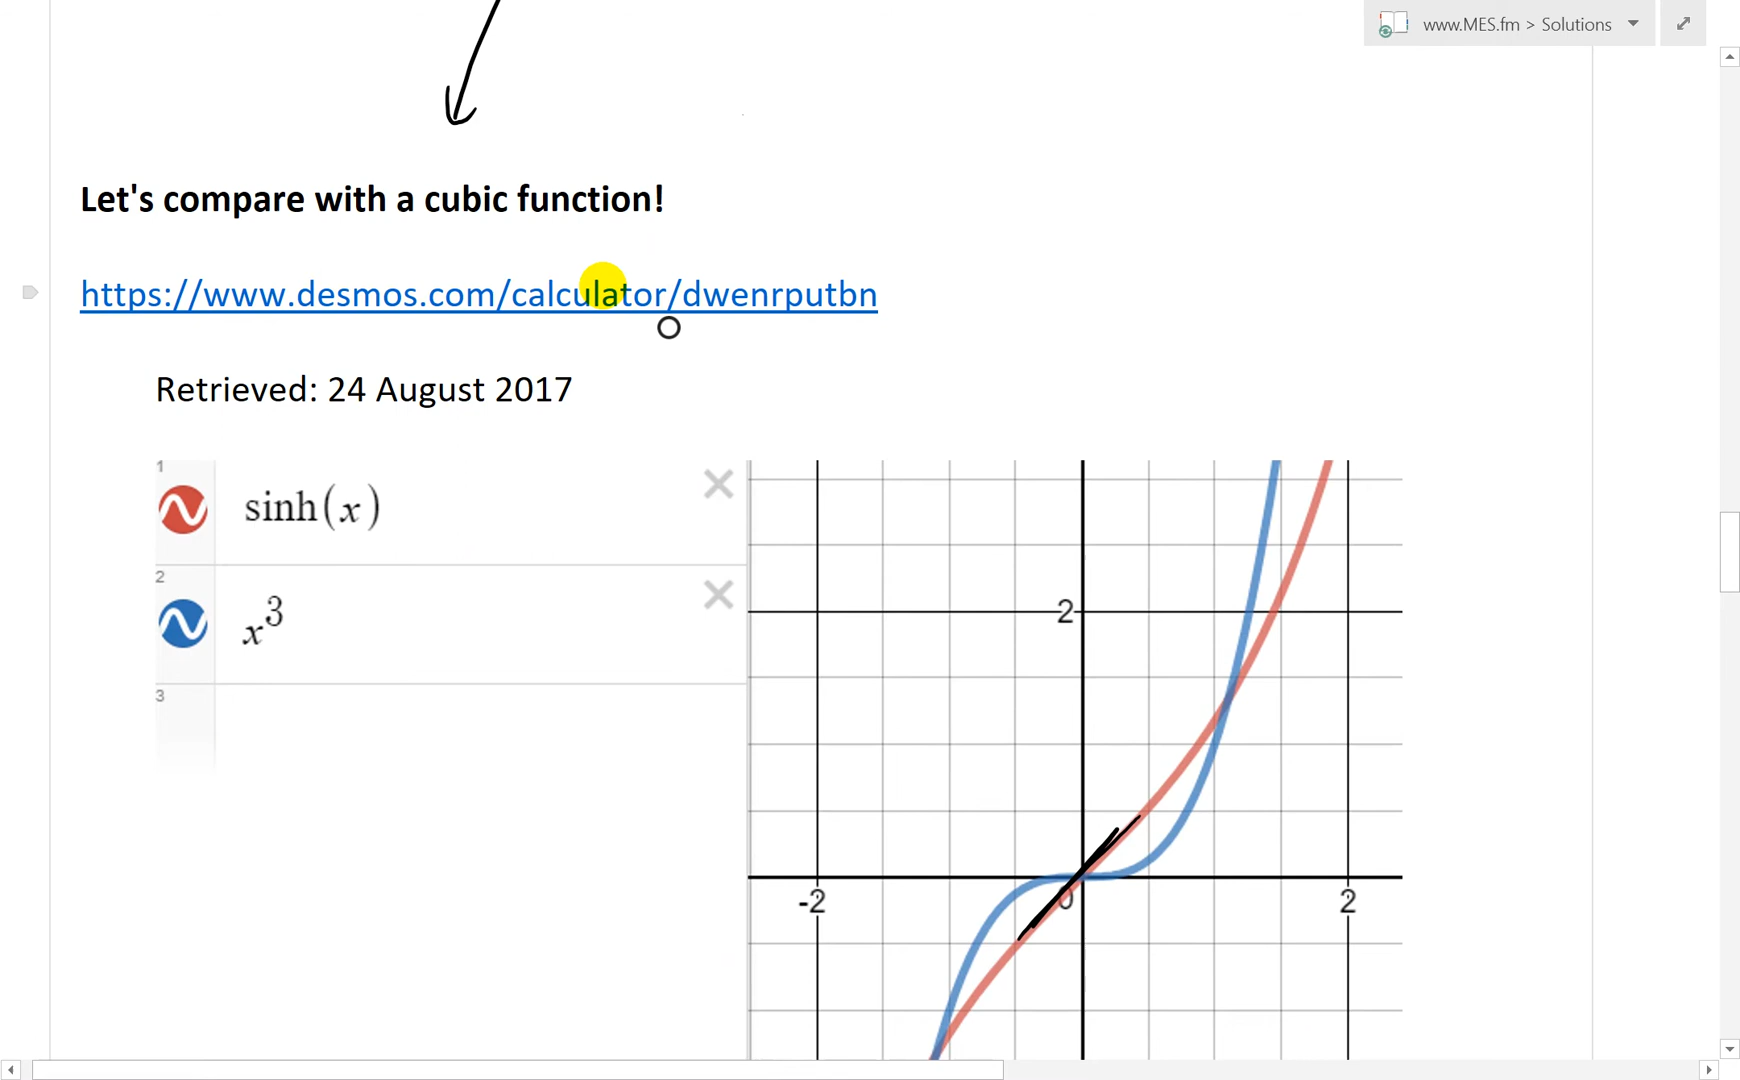 www.MES.fm > Solutions
Let's compare with a cubic function!
https://www.desmos.com/calculator/dwenrputbn
Retrieved: 24 August 2017
1
sinh(x)
2
x³
3
2
-2
0
2